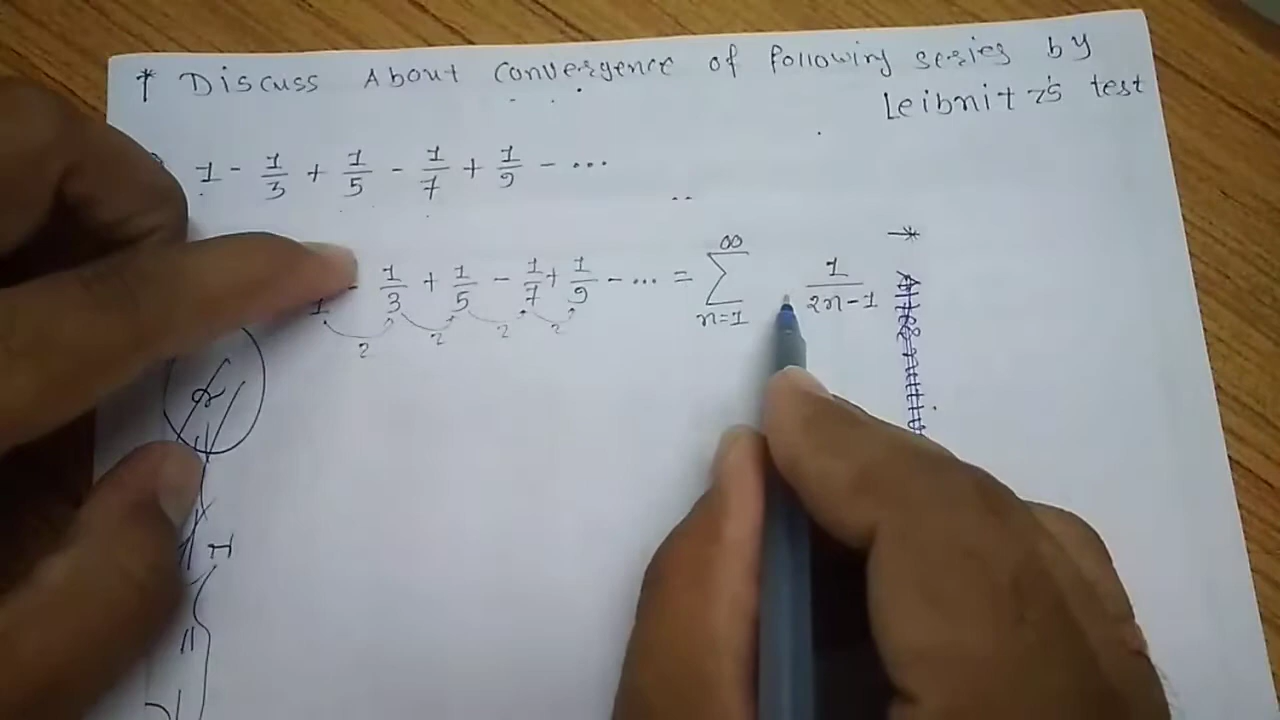 * Discuss About Convergence of following series by
Leibnitz's test
1 - 1/3 + 1/5 - 1/7 + 1/9 - ...
1 - 1/3 + 1/5 - 1/7 + 1/9 - ... = ∑ n=1 ∞ 1/2n-1
2 2 2 2
*